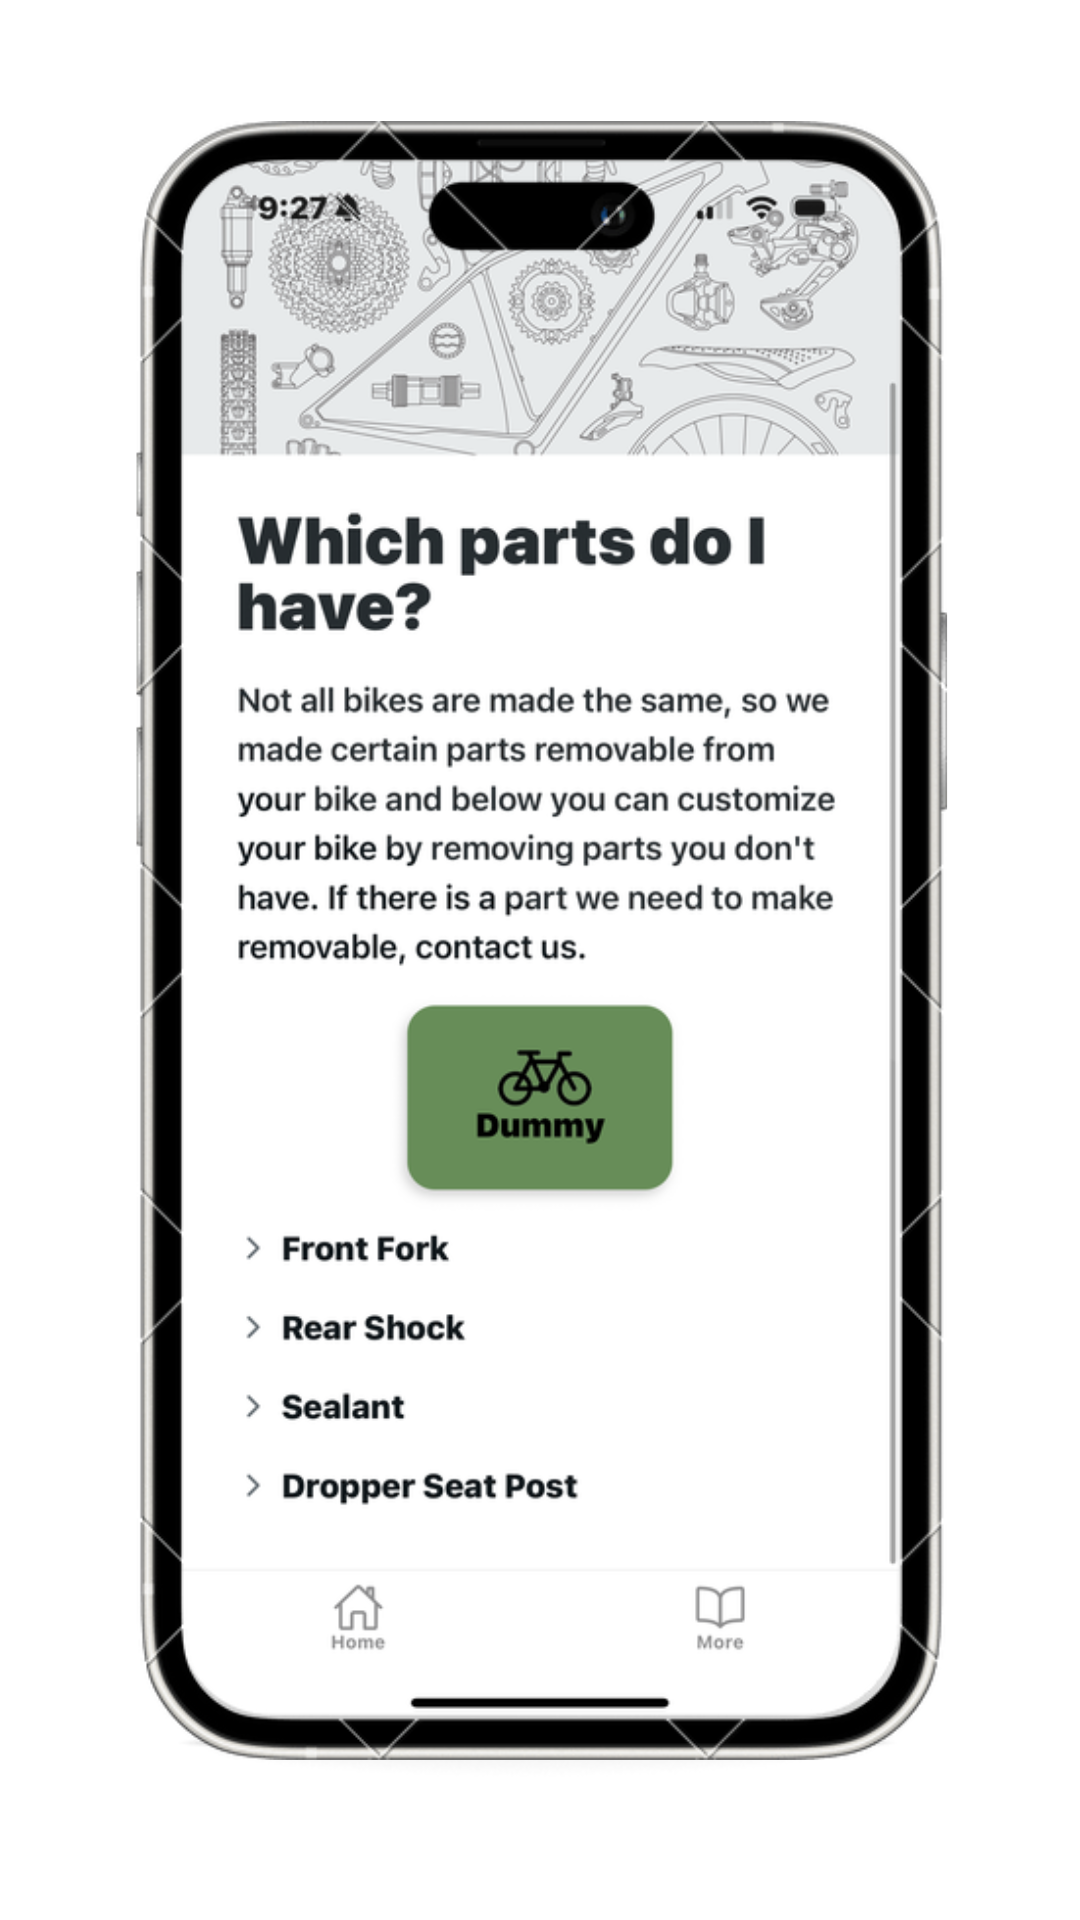 9:27
Which parts do I
have?
Not all bikes are made the same, so we
made certain parts removable from
your bike and below you can customize
your bike by removing parts you don't
have. If there is a part we need to make
removable, contact us.
Dummy
Front Fork
Rear Shock
Sealant
Dropper Seat Post
Home
More